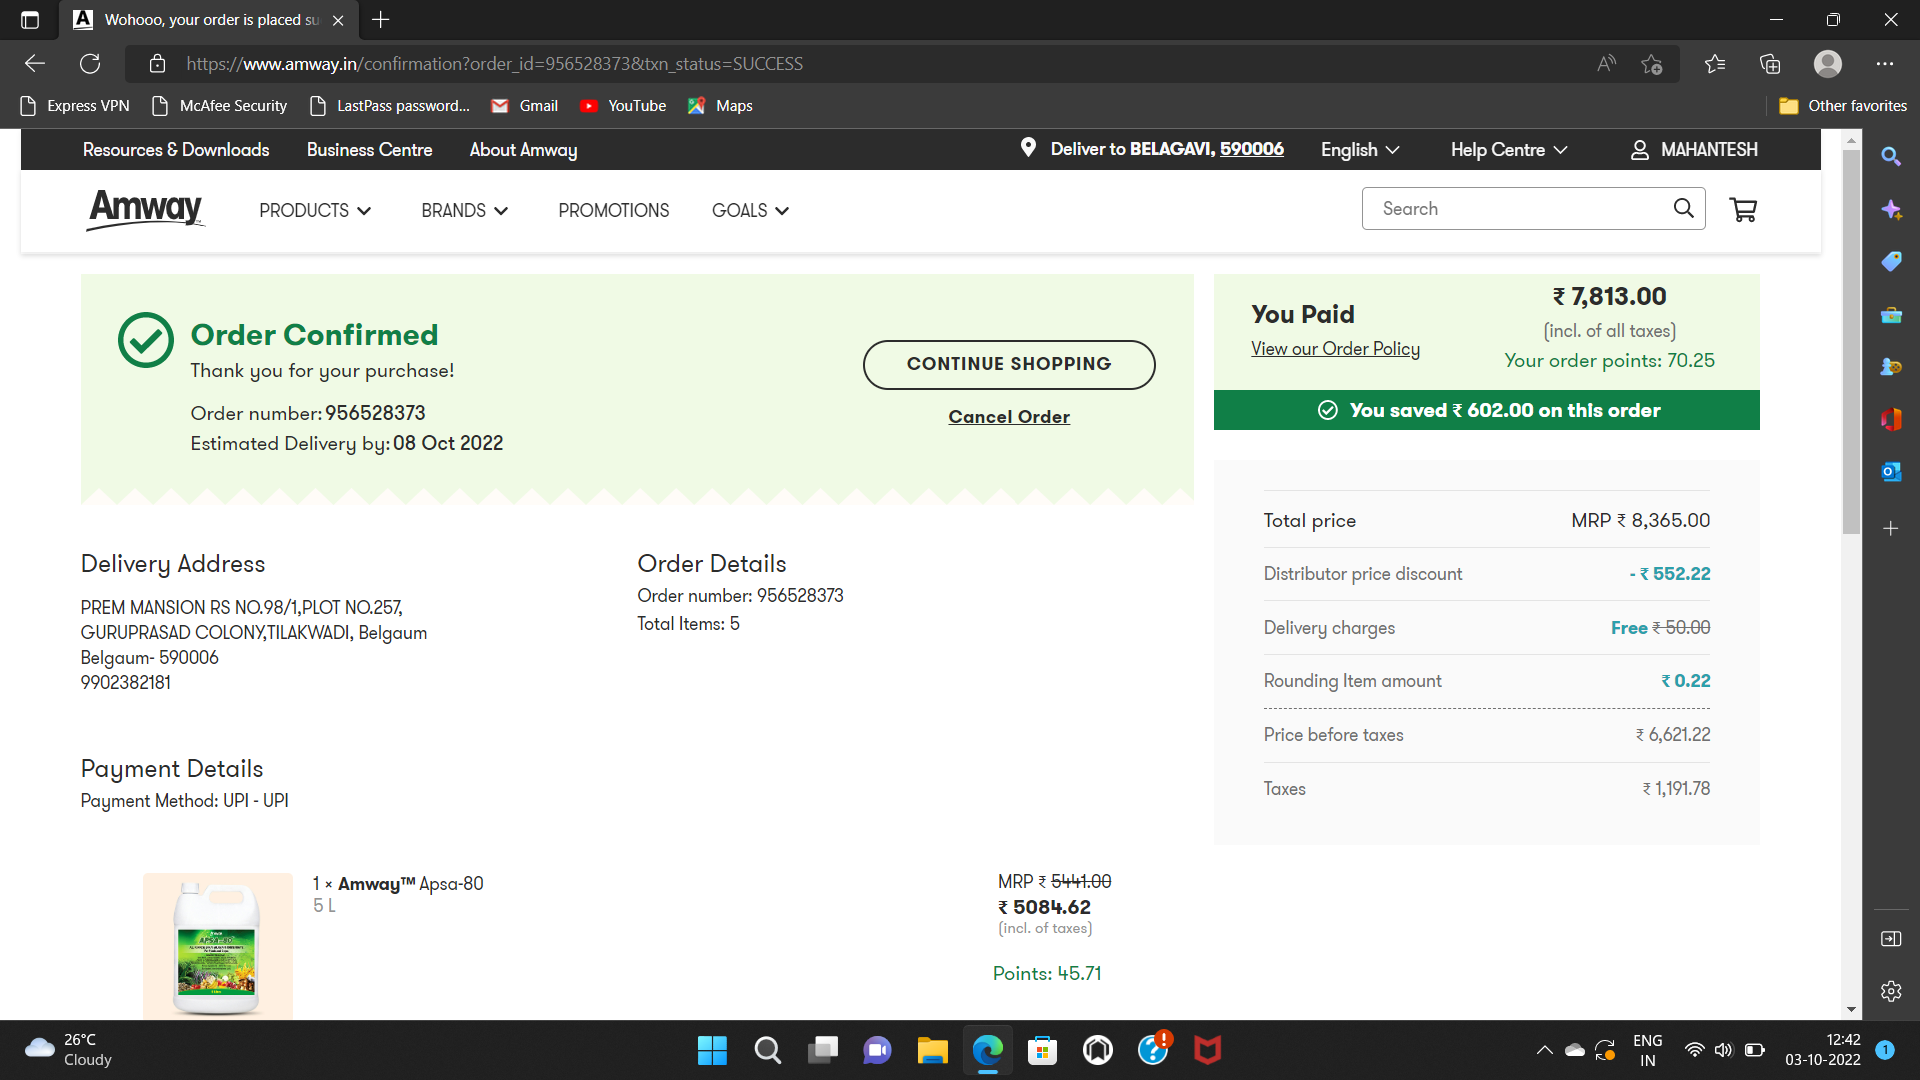 Wohooo, your order is placed su
https://www.amway.in/confirmation?order_id=956528373&txn_status=SUCCESS
Express VPN
McAfee Security
LastPass password...
Gmail
YouTube
Maps
Other favorites
Resources & Downloads
Business Centre
About Amway
Deliver to BELAGAVI, 590006
English
Help Centre
MAHANTESH
Amway
PRODUCTS
BRANDS
PROMOTIONS
GOALS
Search
Order Confirmed
Thank you for your purchase!
Order number: 956528373
Estimated Delivery by: 08 Oct 2022
CONTINUE SHOPPING
Cancel Order
You Paid
View our Order Policy
₹ 7,813.00
(incl. of all taxes)
Your order points: 70.25
You saved ₹ 602.00 on this order
Total price MRP ₹ 8,365.00
Distributor price discount - ₹ 552.22
Delivery charges Free ₹ 50.00
Rounding Item amount ₹ 0.22
Price before taxes ₹ 6,621.22
Taxes ₹ 1,191.78
Delivery Address
PREM MANSION RS NO.98/1,PLOT NO.257,
GURUPRASAD COLONY,TILAKWADI, Belgaum
Belgaum- 590006
9902382181
Order Details
Order number: 956528373
Total Items: 5
Payment Details
Payment Method: UPI - UPI
1 × Amway™ Apsa-80
5 L
MRP ₹ 5441.00
₹ 5084.62
(incl. of taxes)
Points: 45.71
APSA-80
26°C
Cloudy
ENG
IN
12:42
03-10-2022
1